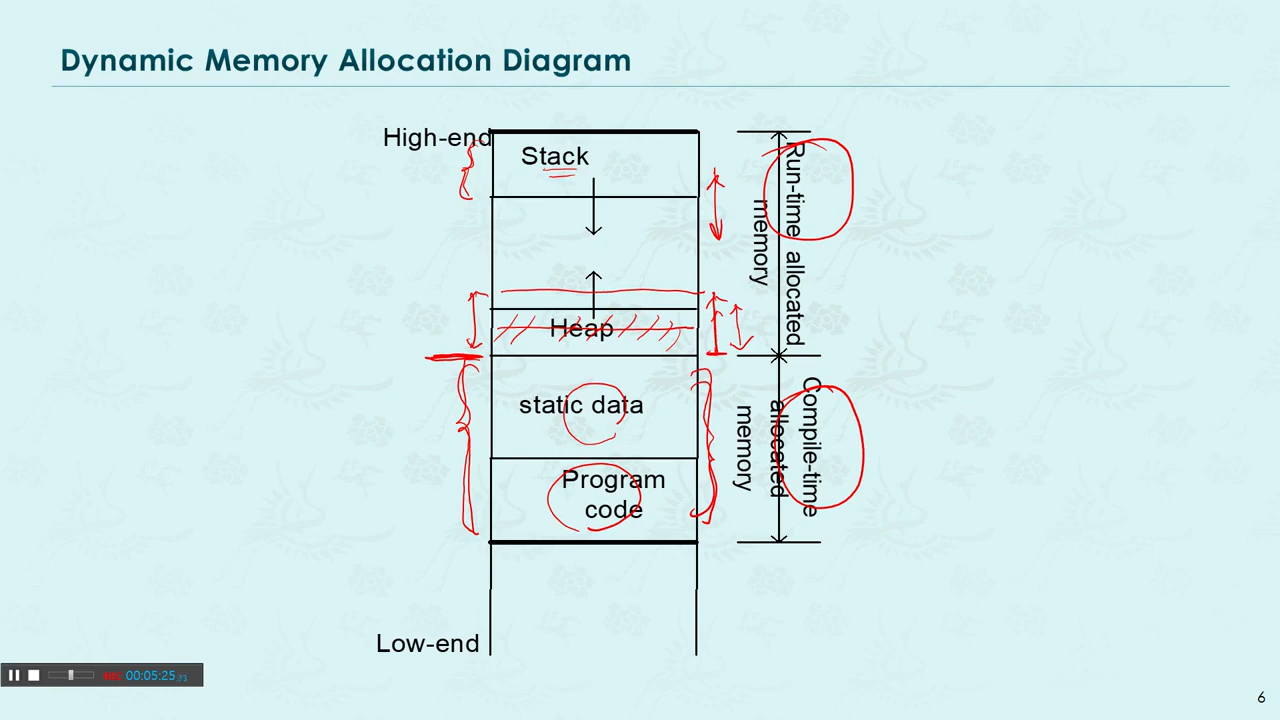 Dynamic Memory Allocation Diagram
High-end
Stack
Heap
static data
Program
code
Low-end
Run-time allocated
memory
Compile-time
allocated
memory
00:05:25
6